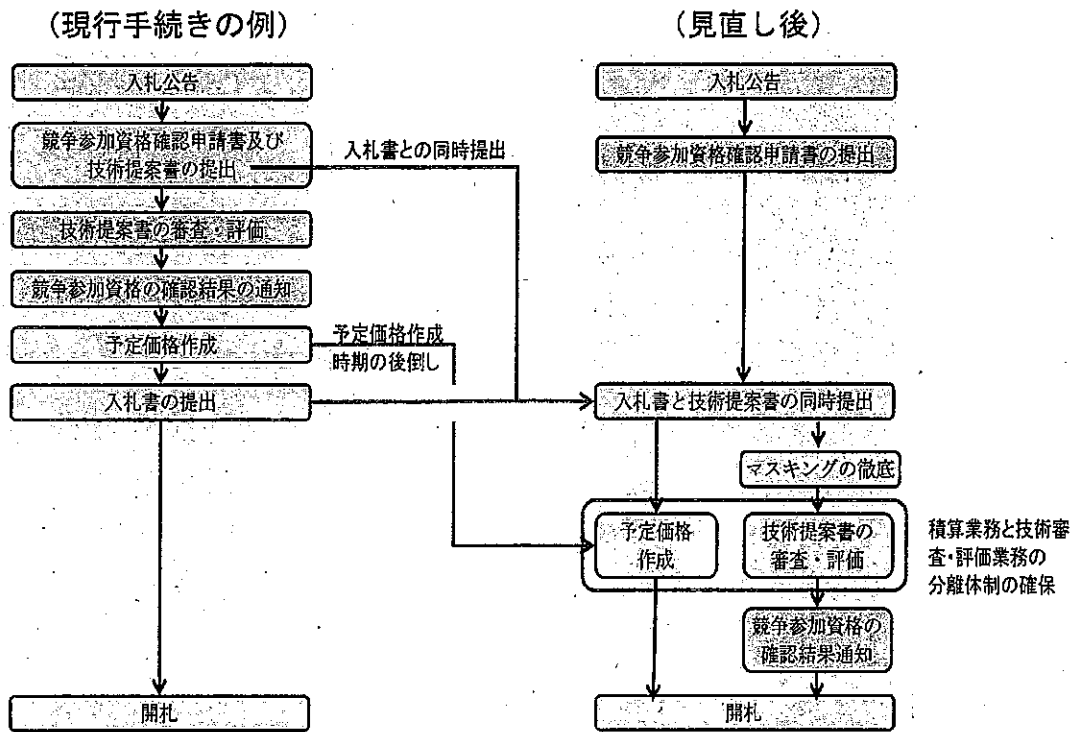 （現行手続きの例）
入札公告
競争参加資格確認申請書及び
技術提案書の提出
入札書との同時提出
技術提案書の審査・評価
競争参加資格の確認結果の通知
予定価格作成
予定価格作成
時期の後倒し
入札書の提出
開札
（見直し後）
入札公告
競争参加資格確認申請書の提出
入札書と技術提案書の同時提出
マスキングの徹底
予定価格
作成
技術提案書の
審査・評価
積算業務と技術審
査・評価業務の
分離体制の確保
競争参加資格の
確認結果通知
開札